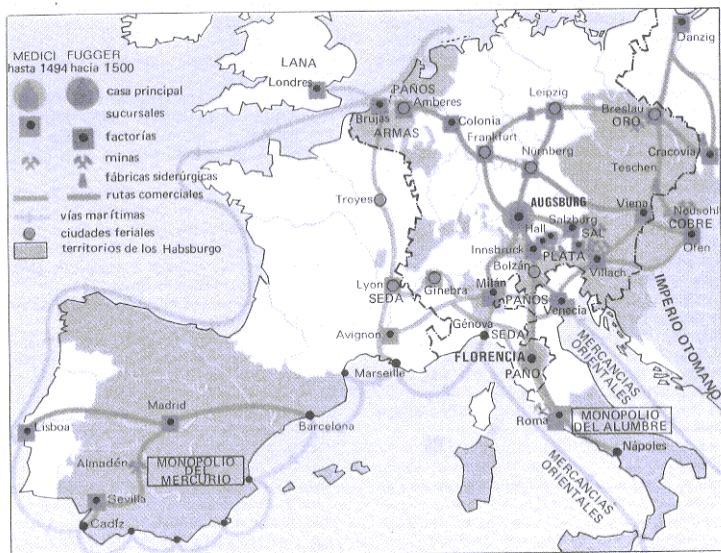 MEDICI FUGGER
hasta 1494 hacia 1500
casa principal
sucursales
factorías
minas
fábricas siderúrgicas
rutas comerciales
vías marítimas
ciudades feriales
territorios de los Habsburgo
LANA
Londres
PAÑOS
Amberes
Brujas
ARMAS
Colonia
Frankfurt
Leipzig
Nürnberg
Danzig
Breslau
ORO
Cracovia
Teschen
Troyes
AUGSBURG
Salzburg
Hall
SAL
Innsbruck
PLATA
Bolzán
Viena
Neusohl
COBRE
Ofen
Villach
Lyon
SEDA
Ginebra
Milán
PAÑOS
Venecia
Avignon
Génova
SEDA
Marseille
FLORENCIA
PAÑO
IMPERIO OTOMANO
MERCANCIAS
ORIENTALES
Roma
MONOPOLIO
DEL ALUMBRE
Nápoles
MERCANCIAS
ORIENTALES
Madrid
Lisboa
Barcelona
Almadén
MONOPOLIO
DEL
MERCURIO
Sevilla
Cadíz